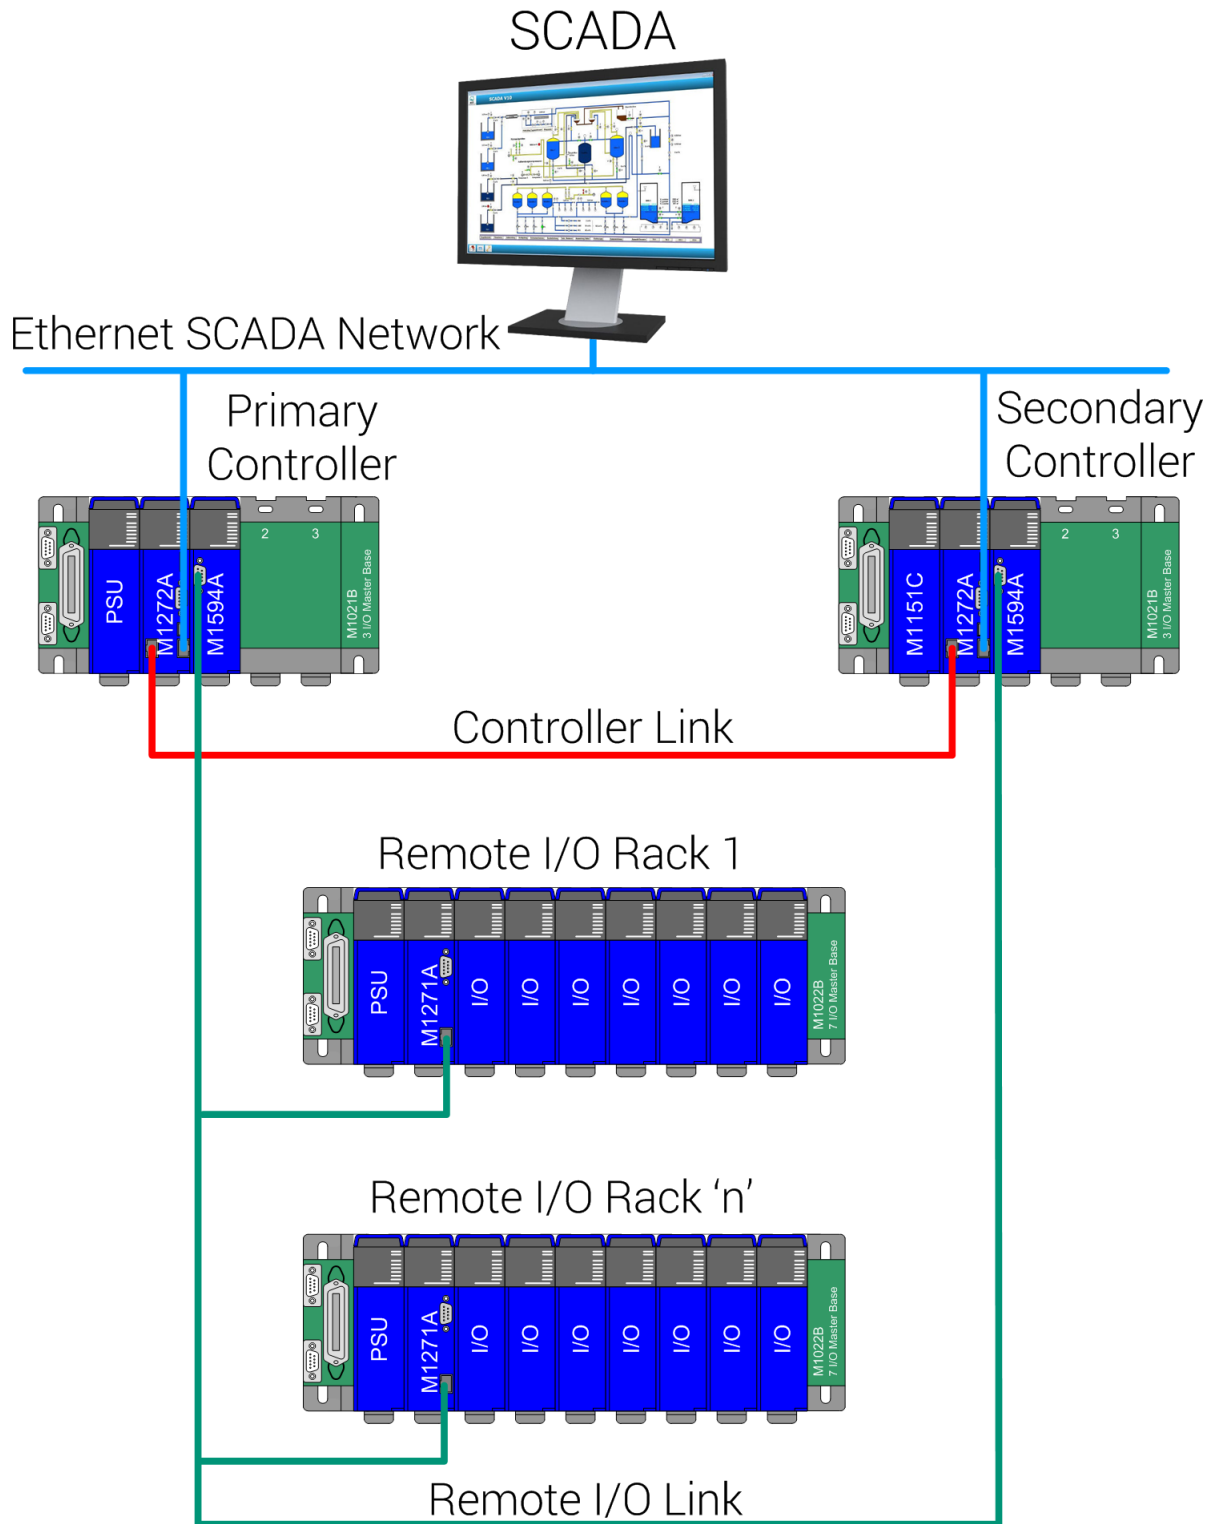 SCADA
SCADA V10
Ethernet SCADA Network
Primary
Controller
Secondary
Controller
PSU
M1272A
M1594A
2
3
M1021B
3 I/O Master Base
M1151C
M1272A
M1594A
2
3
M1021B
3 I/O Master Base
Controller Link
Remote I/O Rack 1
PSU
M1271A
I/O
I/O
I/O
I/O
I/O
I/O
I/O
M1022B
7 I/O Master Base
Remote I/O Rack ‘n’
PSU
M1271A
I/O
I/O
I/O
I/O
I/O
I/O
I/O
M1022B
7 I/O Master Base
Remote I/O Link